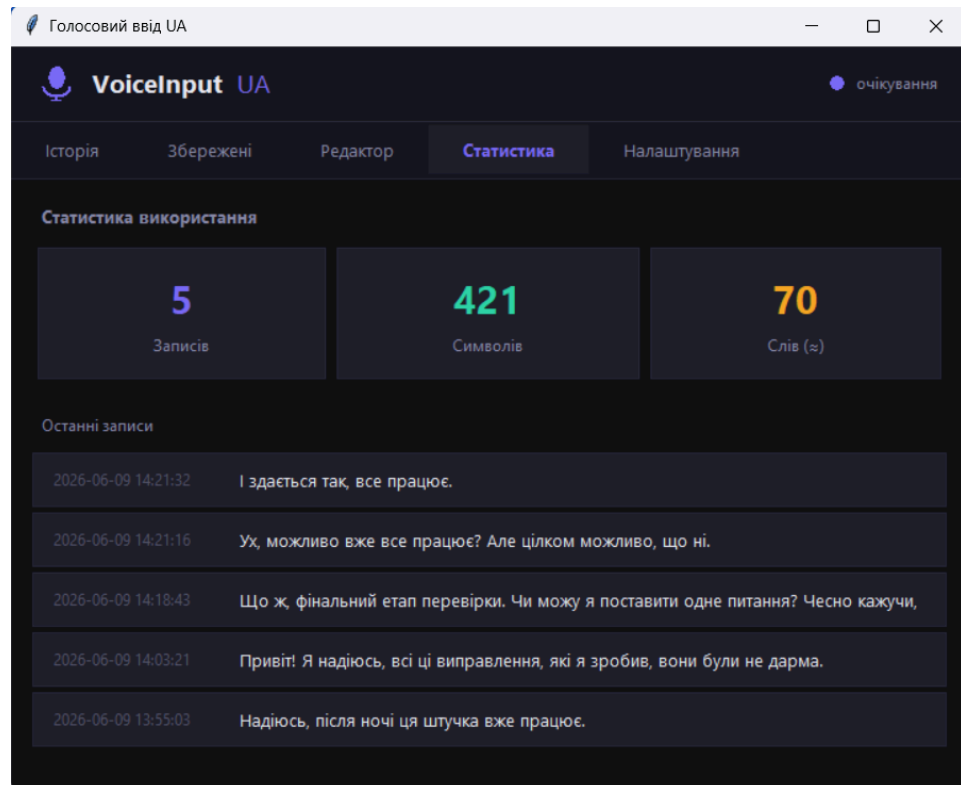 Голосовий ввід UA
VoiceInput UA
очікування
Історія Збережені Редактор Статистика Налаштування
Статистика використання
5 421 70
Записів Символів Слів (≈)
Останні записи
2026-06-09 14:21:32 І здається так, все працює.
2026-06-09 14:21:16 Ух, можливо вже все працює? Але цілком можливо, що ні.
2026-06-09 14:18:43 Що ж, фінальний етап перевірки. Чи можу я поставити одне питання? Чесно кажучи,
2026-06-09 14:03:21 Привіт! Я надіюсь, всі ці виправлення, які я зробив, вони були не дарма.
2026-06-09 13:55:03 Надіюсь, після ночі ця штучка вже працює.